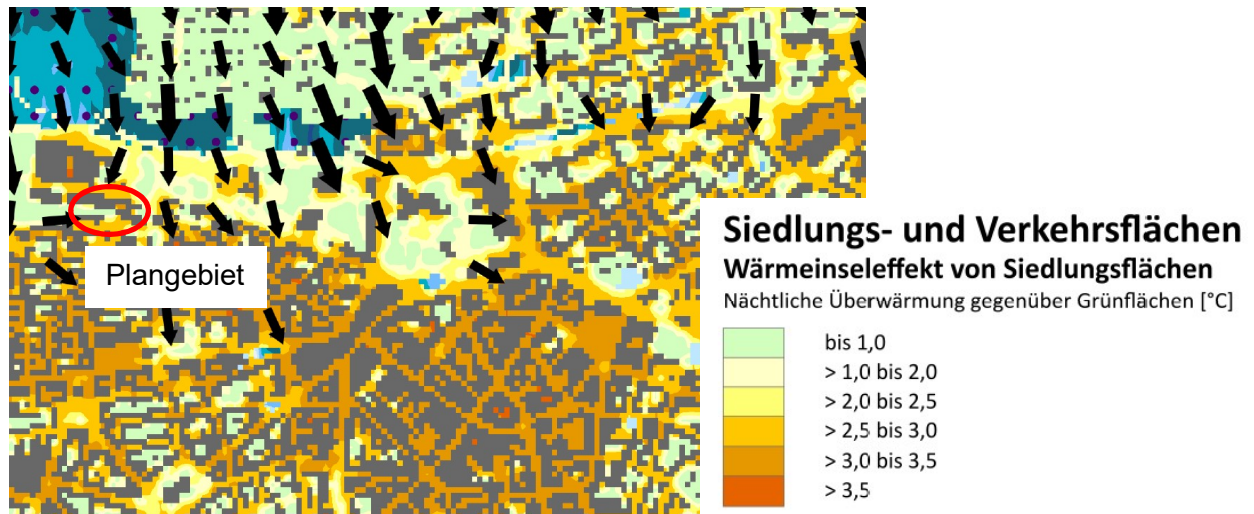 Plangebiet
Siedlungs- und Verkehrsflächen
Wärmeinseleffekt von Siedlungsflächen
Nächtliche Überwärmung gegenüber Grünflächen [°C]
bis 1,0
> 1,0 bis 2,0
> 2,0 bis 2,5
> 2,5 bis 3,0
> 3,0 bis 3,5
> 3,5